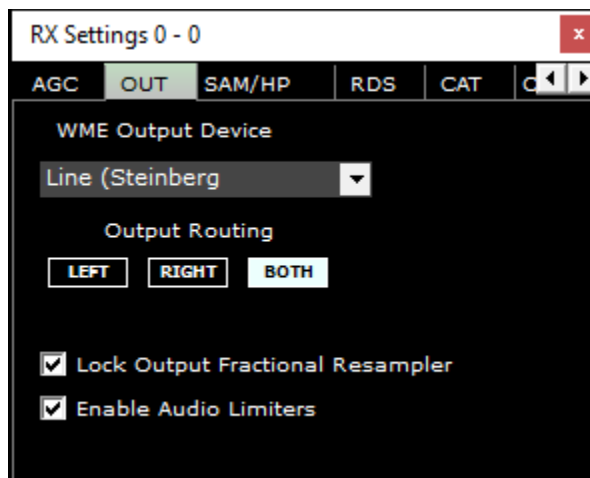 RX Settings 0 - 0
x
AGC OUT SAM/HP RDS CAT
WME Output Device
Line (Steinberg
Output Routing
LEFT RIGHT BOTH
Lock Output Fractional Resampler
Enable Audio Limiters